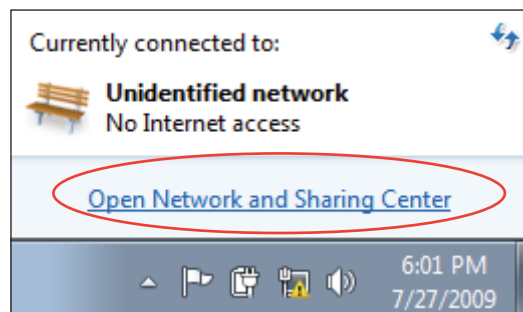 Currently connected to:
Unidentified network
No Internet access
Open Network and Sharing Center
6:01 PM
7/27/2009